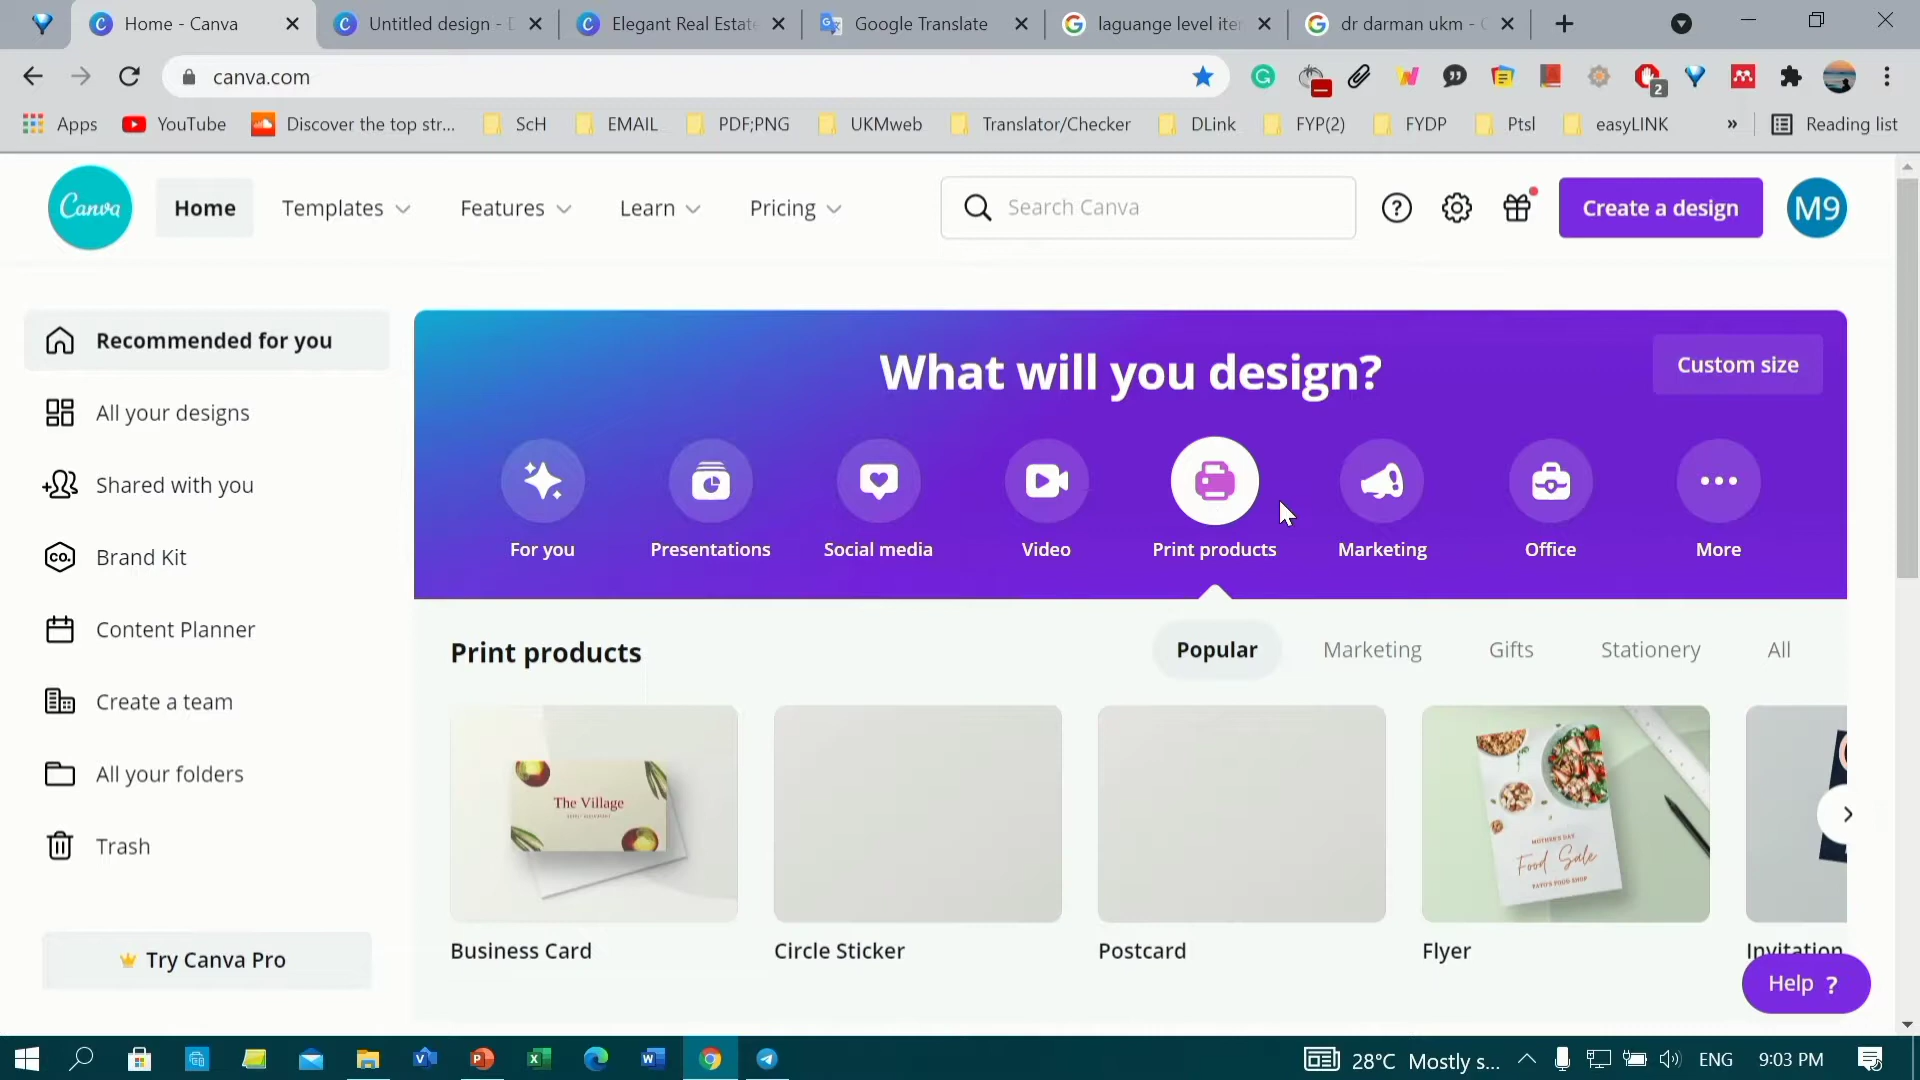 Home - Canva
Untitled design - D
Elegant Real Estate
Google Translate
laguange level iter
dr darman ukm - G
canva.com
2
Apps
YouTube
Discover the top str...
ScH
EMAIL
PDF;PNG
UKMweb
Translator/Checker
DLink
FYP(2)
FYDP
Ptsl
easyLINK
»
Reading list
Canva
Home
Templates
Features
Learn
Pricing
Search Canva
Create a design
M9
Recommended for you
All your designs
Shared with you
Brand Kit
Content Planner
Create a team
All your folders
Trash
Try Canva Pro
What will you design?
Custom size
For you
Presentations
Social media
Video
Print products
Marketing
Office
More
Print products
Popular
Marketing
Gifts
Stationery
All
The Village
MOTHER'S DAY
Food Sale
Business Card
Circle Sticker
Postcard
Flyer
Invitation
Help ?
28°C Mostly s...
ENG
9:03 PM